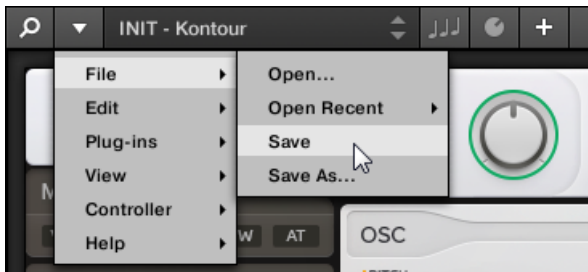 INIT - Kontour
File
Edit
Plug-ins
View
Controller
Help
Open...
Open Recent
Save
Save As...
M
W
AT
OSC